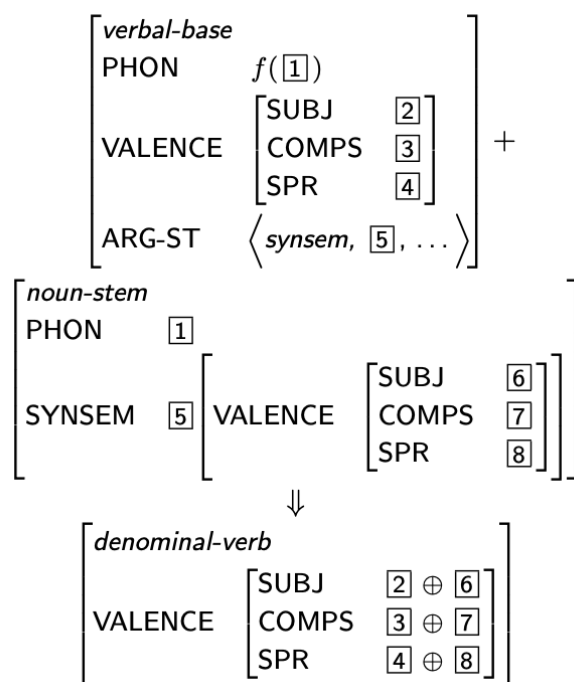 verbal-base
PHON f(1)
SUBJ 2
VALENCE COMPS 3 +
SPR 4
ARG-ST ⟨synsem, 5, ...⟩
noun-stem
PHON 1
SUBJ 6
SYNSEM 5 VALENCE COMPS 7
SPR 8
⇓
denominal-verb
SUBJ 2 ⊕ 6
VALENCE COMPS 3 ⊕ 7
SPR 4 ⊕ 8